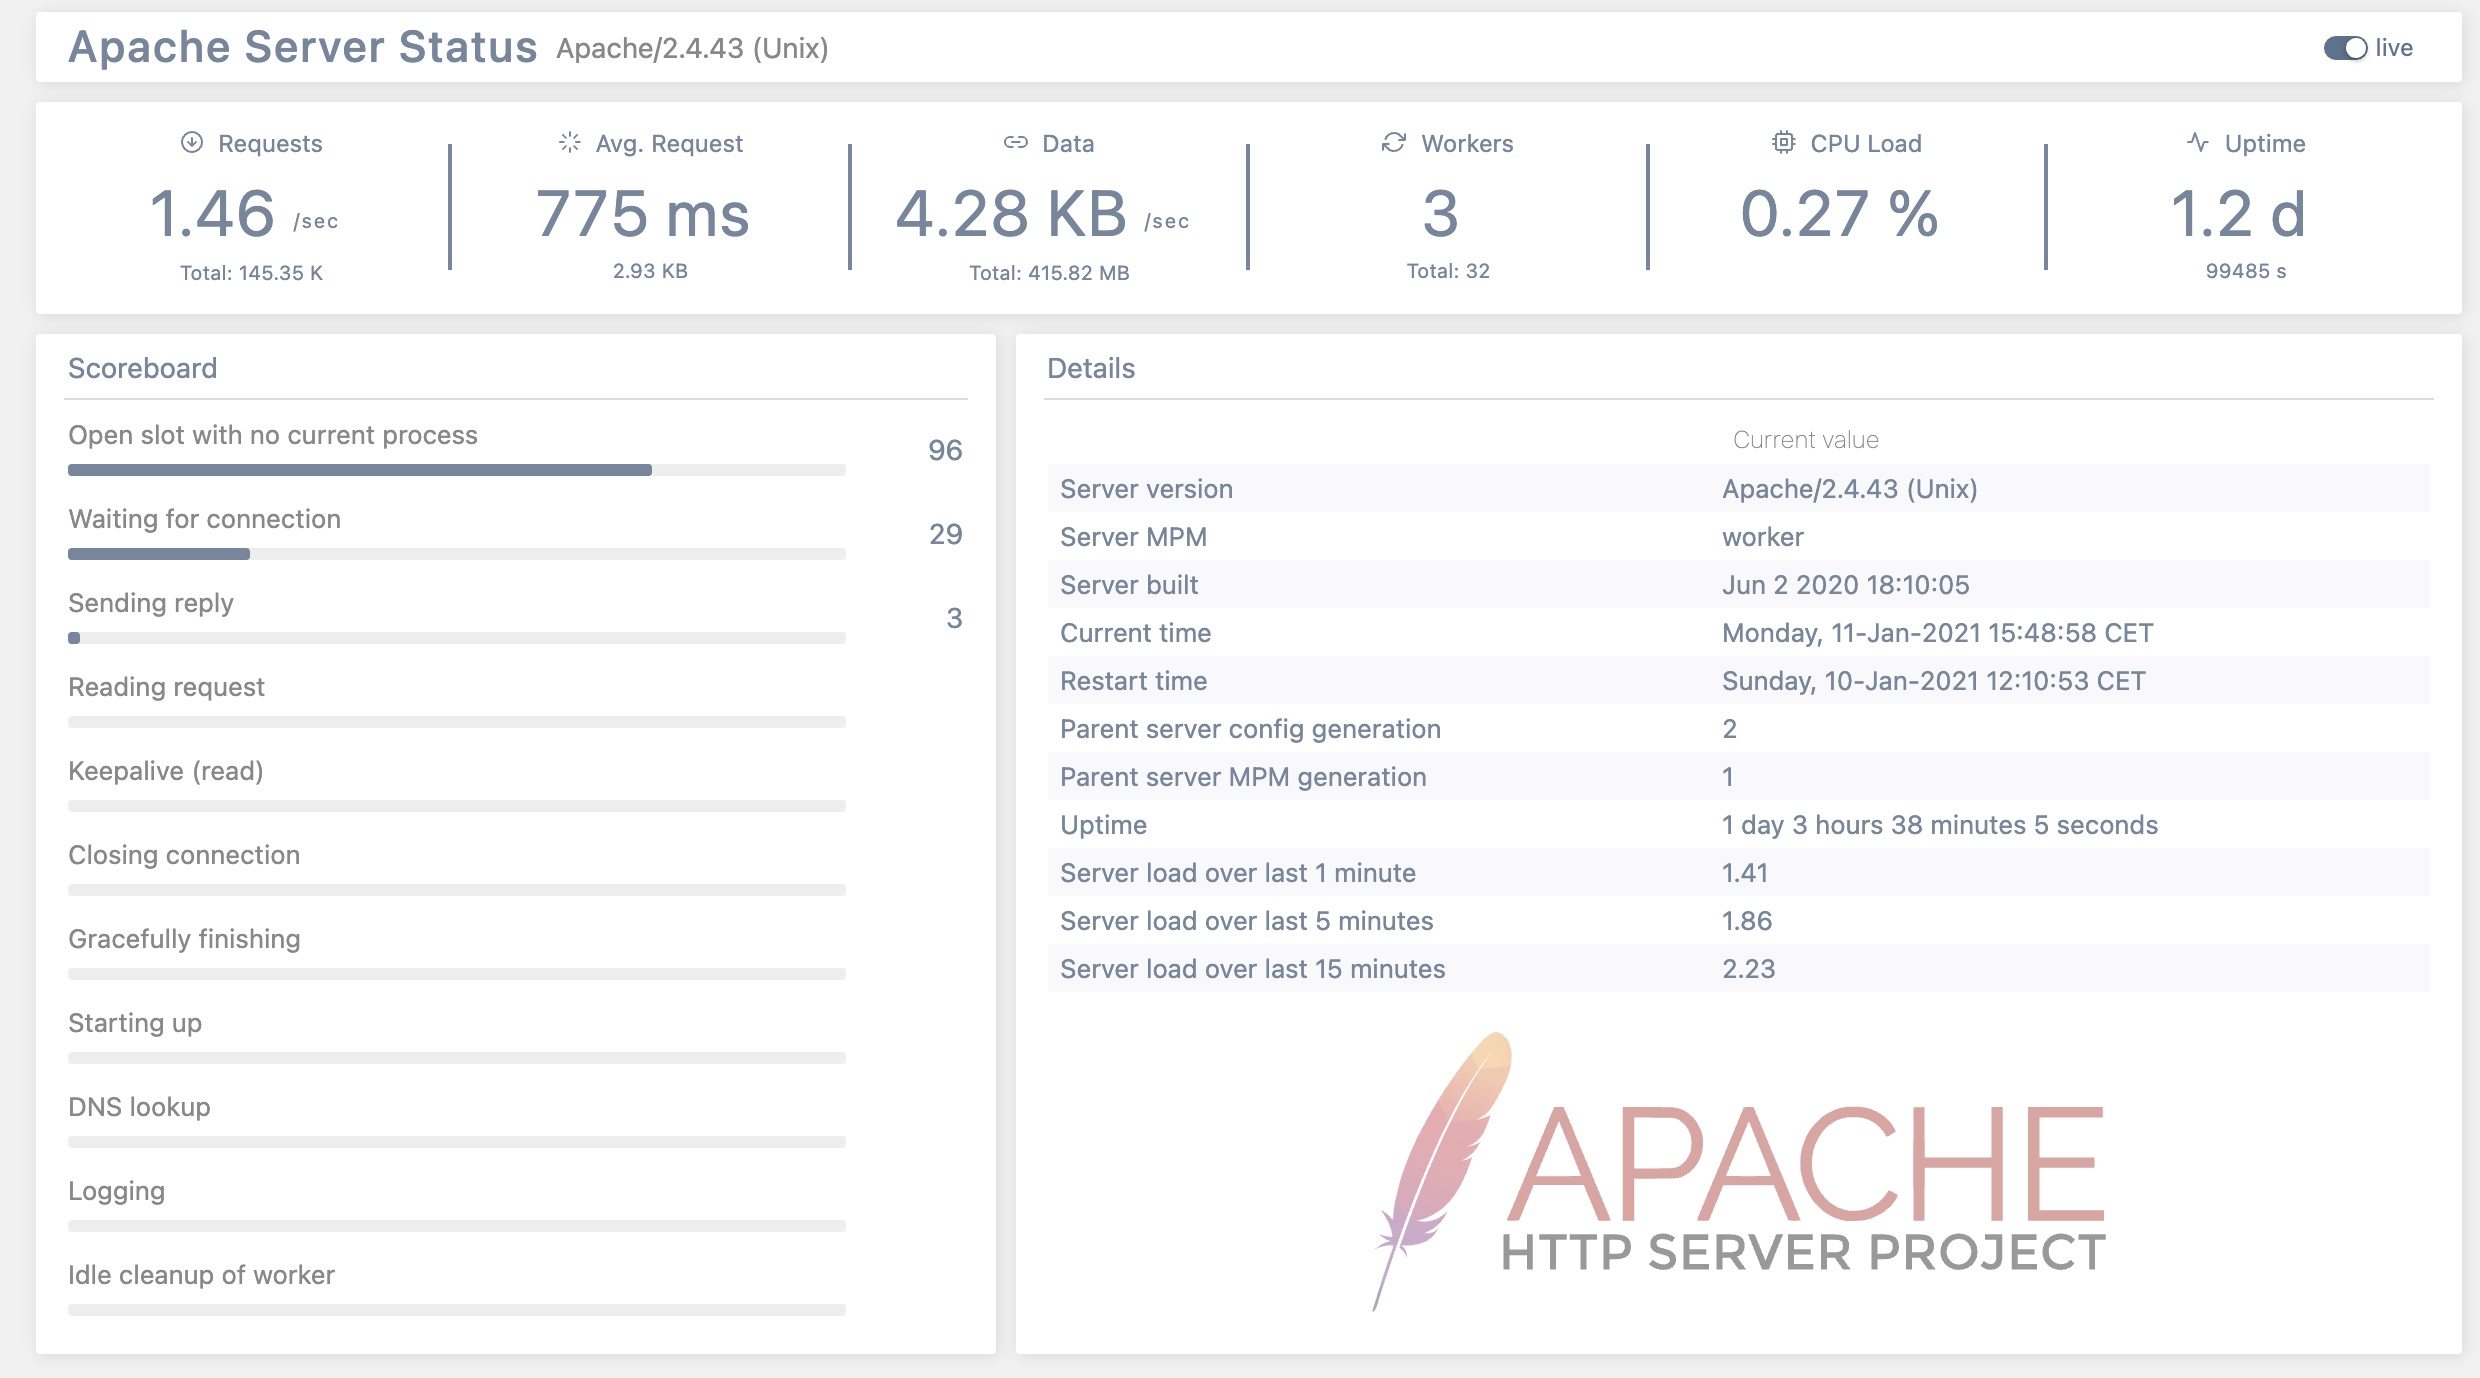 Apache Server Status Apache/2.4.43 (Unix) live
Requests
1.46 /sec
Total: 145.35 K
Avg. Request
775 ms
2.93 KB
Data
4.28 KB /sec
Total: 415.82 MB
Workers
3
Total: 32
CPU Load
0.27 %
Uptime
1.2 d
99485 s
Scoreboard
Open slot with no current process 96
Waiting for connection 29
Sending reply 3
Reading request
Keepalive (read)
Closing connection
Gracefully finishing
Starting up
DNS lookup
Logging
Idle cleanup of worker
Details
Current value
Server version Apache/2.4.43 (Unix)
Server MPM worker
Server built Jun 2 2020 18:10:05
Current time Monday, 11-Jan-2021 15:48:58 CET
Restart time Sunday, 10-Jan-2021 12:10:53 CET
Parent server config generation 2
Parent server MPM generation 1
Uptime 1 day 3 hours 38 minutes 5 seconds
Server load over last 1 minute 1.41
Server load over last 5 minutes 1.86
Server load over last 15 minutes 2.23
APACHE
HTTP SERVER PROJECT